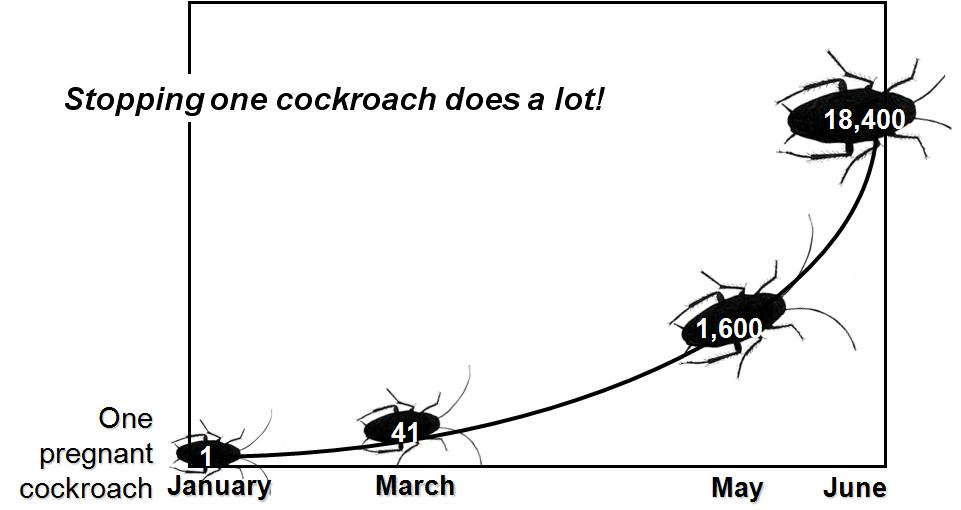 Stopping one cockroach does a lot!
18,400
1,600
41
1
One
pregnant
cockroach
January
March
May
June